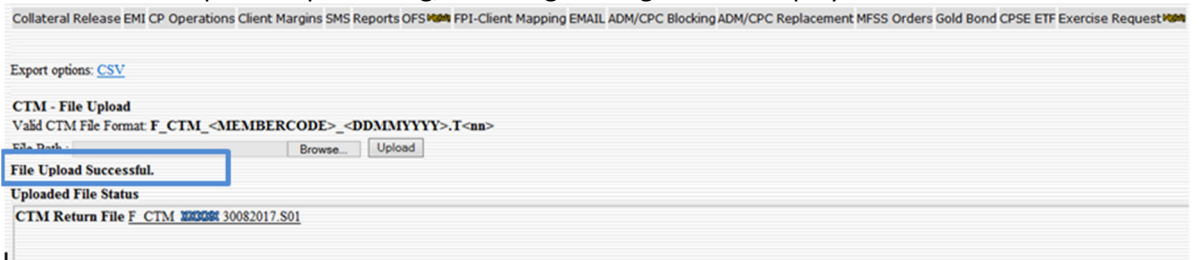 Collateral Release EMI CP Operations Client Margins SMS Reports OFS FPI-Client Mapping EMAIL ADM/CPC Blocking ADM/CPC Replacement MFSS Orders Gold Bond CPSE ETF Exercise Request
Export options: CSV
CTM - File Upload
Valid CTM File Format: F_CTM_<MEMBERCODE>_<DDMMYYYY>.T<nn>
File Path : Browse... Upload
File Upload Successful.
Uploaded File Status
CTM Return File F_CTM 30082017.S01